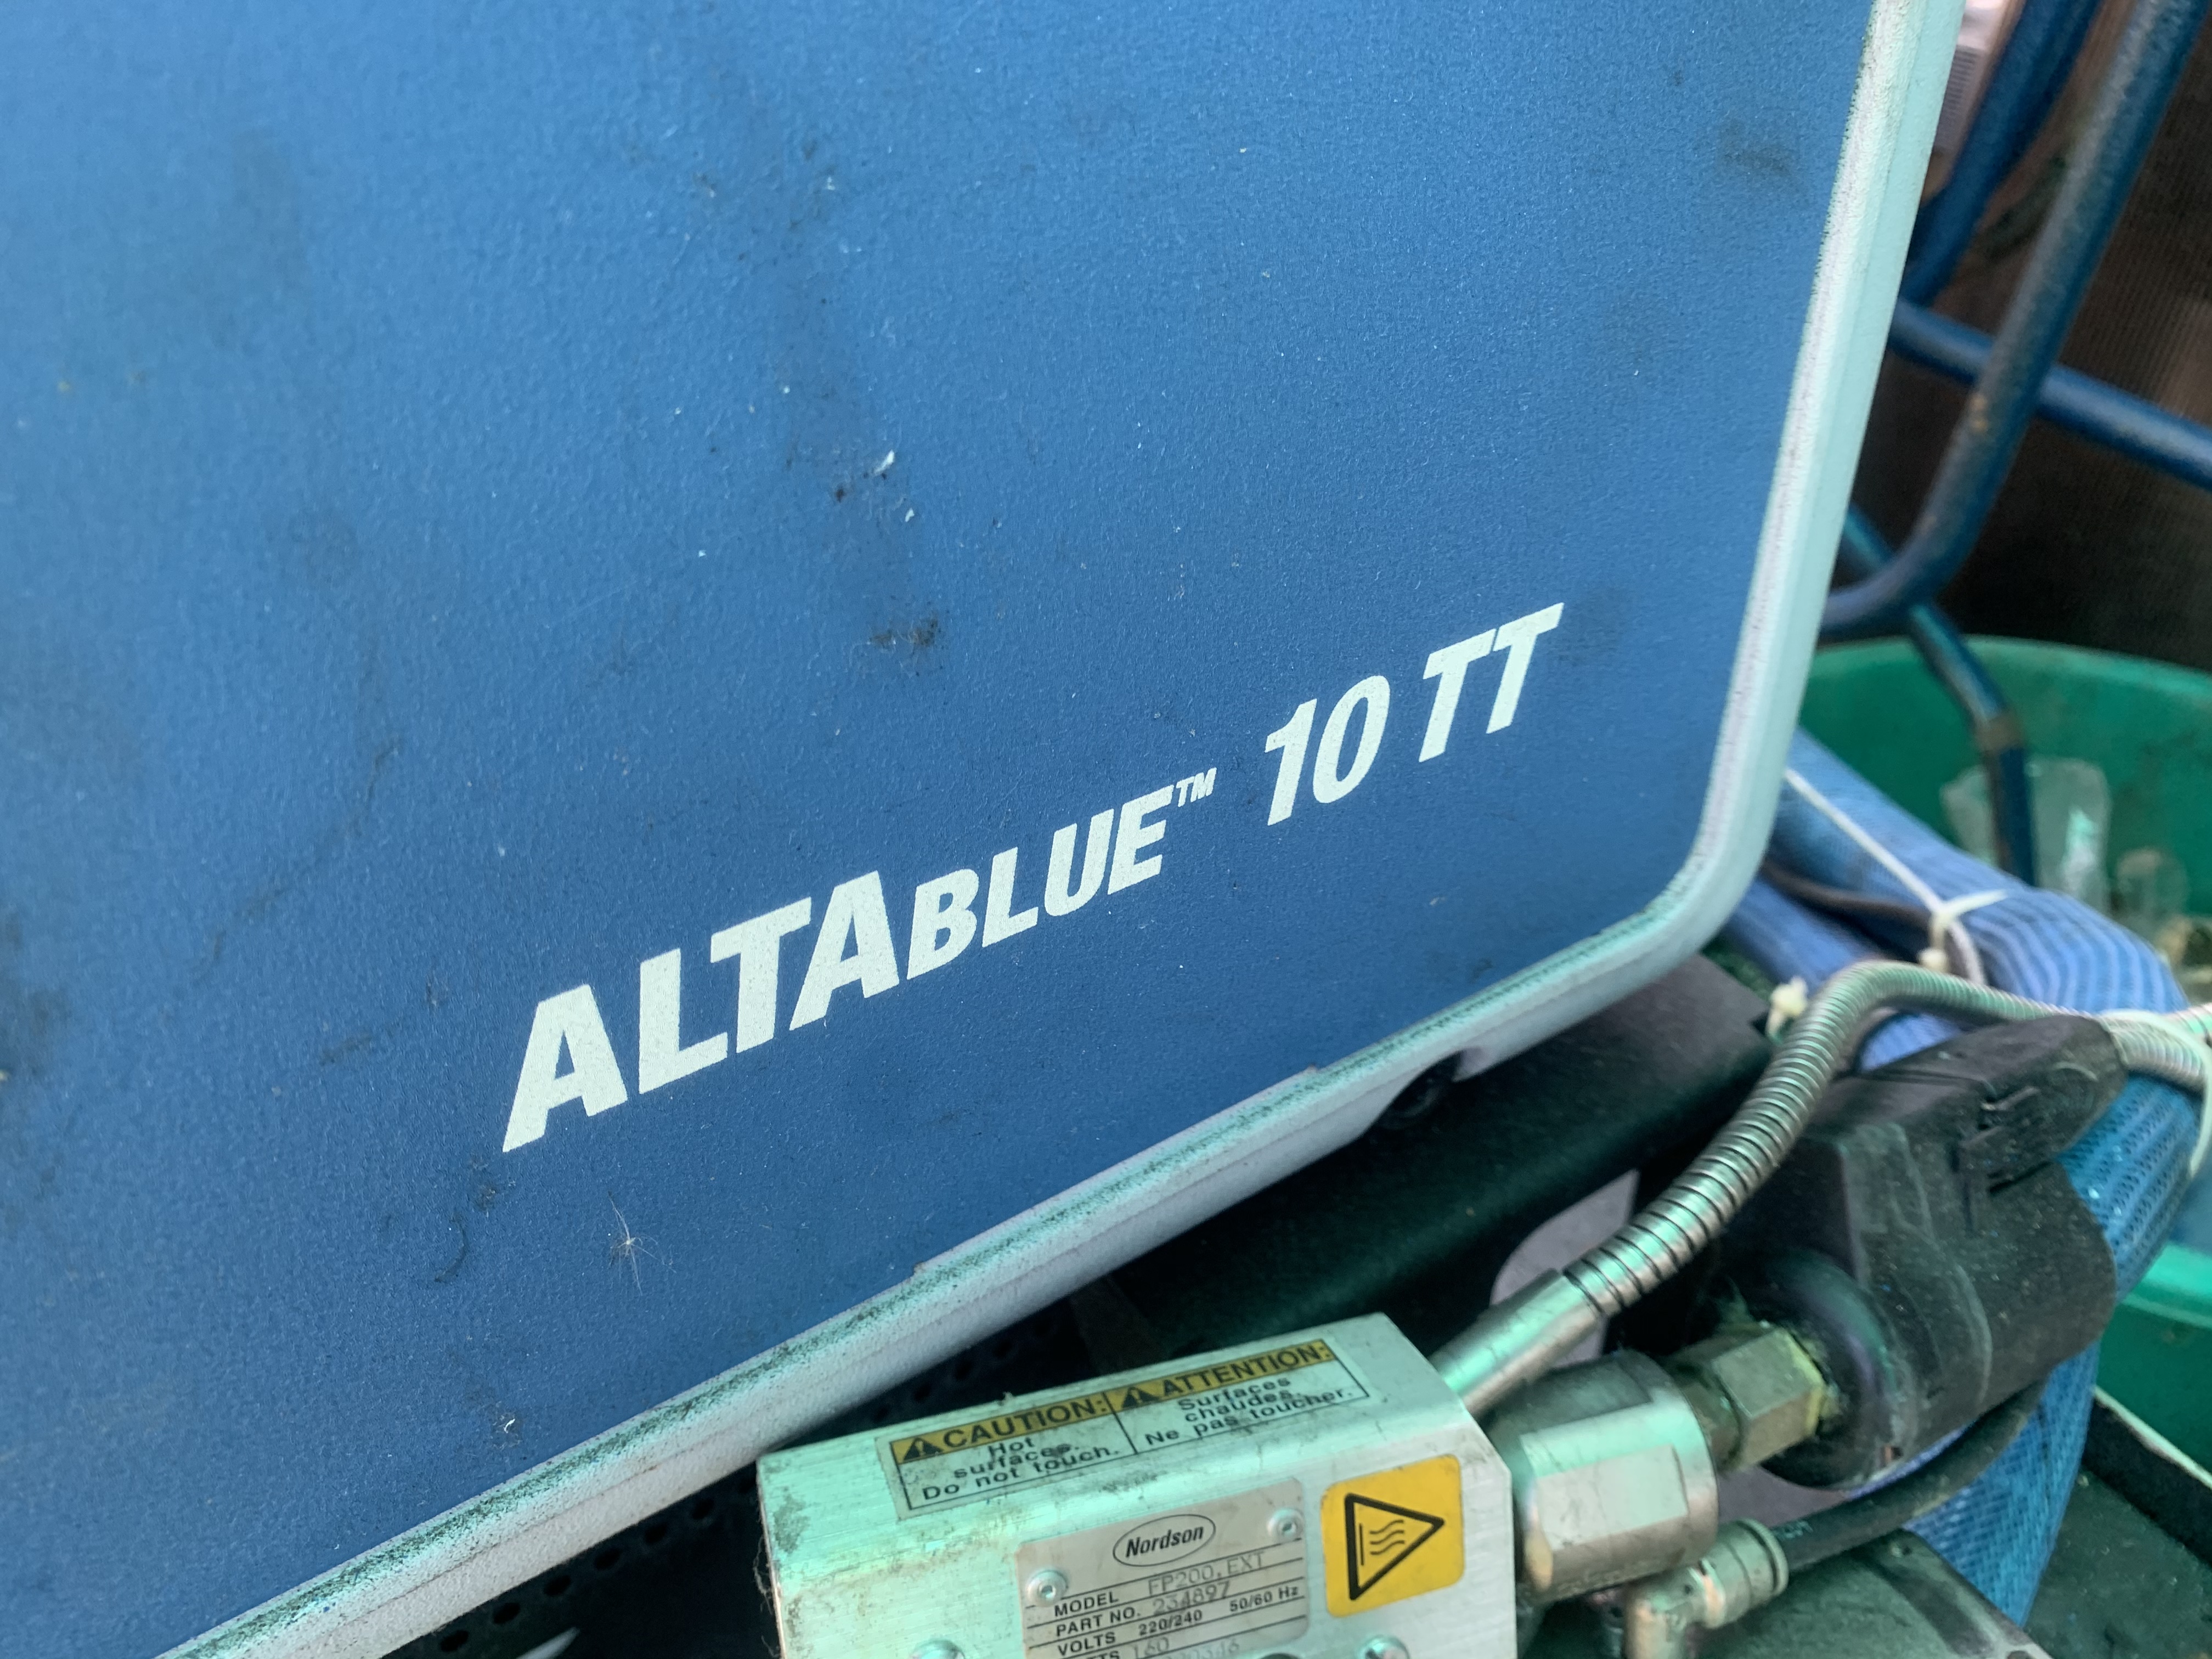 ALTABLUE™ 10 TT
CAUTION:
Hot
surfaces.
Do not touch.
ATTENTION:
Surfaces
chaudes.
Ne pas toucher.
Nordson
MODEL FP200,EXT
PART NO. 234897
VOLTS 220/240 50/60 Hz
160